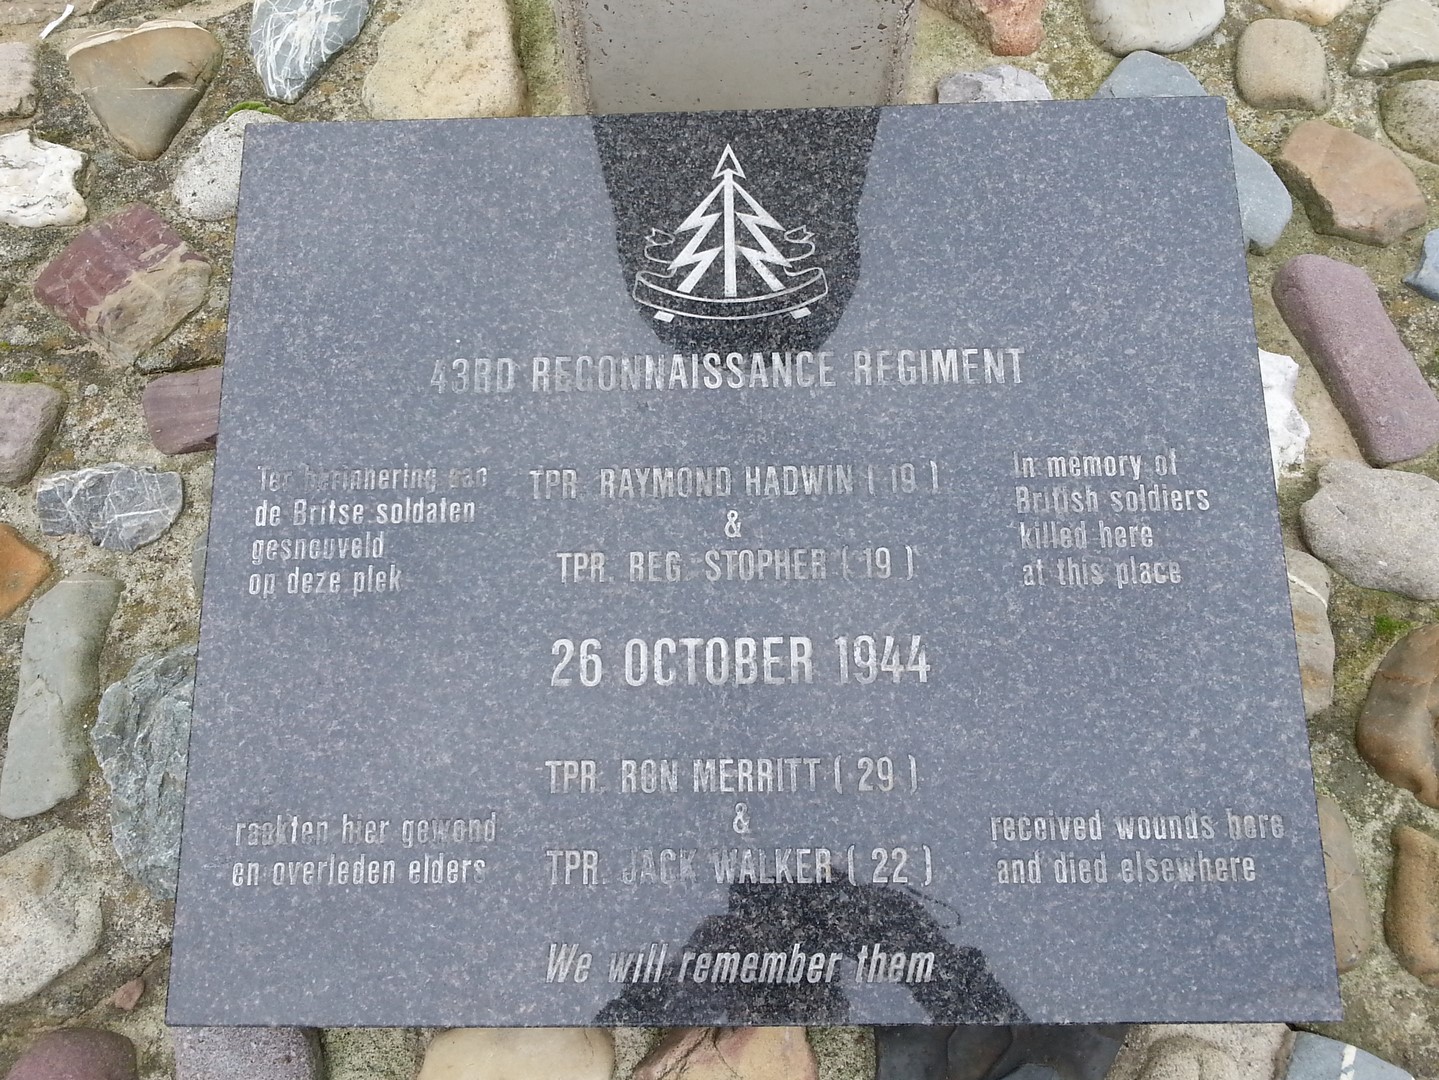 43RD RECONNAISSANCE REGIMENT
Ter herinnering aan
de Britse soldaten
gesneuveld
op deze plek
TPR. RAYMOND HADWIN ( 19 )
&
TPR. REG. STOPHER ( 19 )
In memory of
British soldiers
killed here
at this place
26 OCTOBER 1944
raakten hier gewond
en overleden elders
TPR. RON MERRITT ( 29 )
&
TPR. JACK WALKER ( 22 )
received wounds here
and died elsewhere
We will remember them